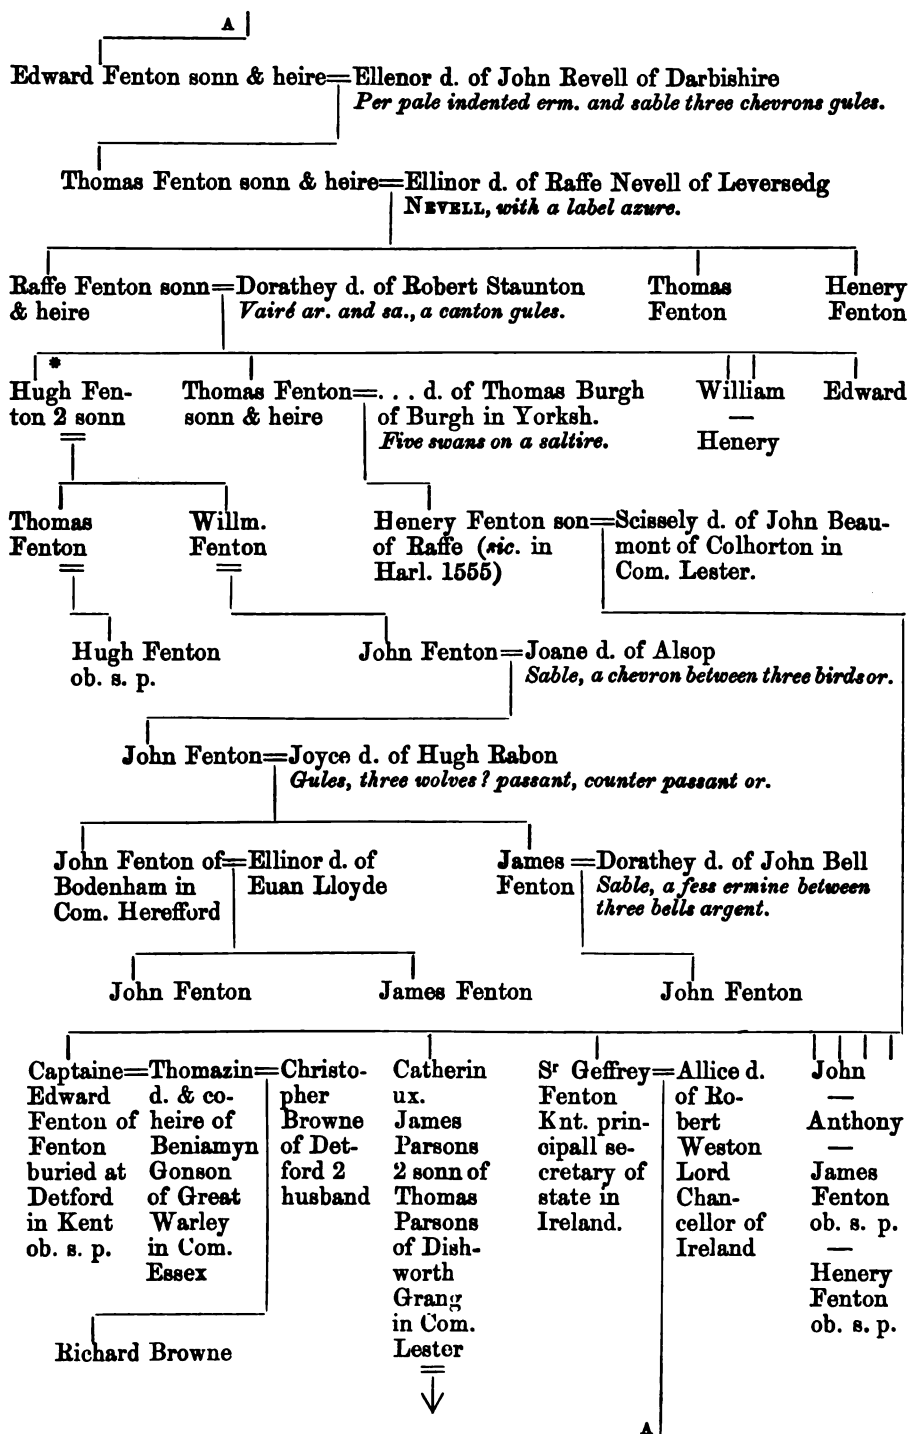 A
Edward Fenton sonn & heire=Ellenor d. of John Revell of Darbishire
Per pale indented erm. and sable three chevrons gules.
Thomas Fenton sonn & heire=Ellinor d. of Raffe Nevell of Leversedg
NEVELL, with a label azure.
Raffe Fenton sonn
& heire
=Dorathey d. of Robert Staunton
Vairé ar. and sa., a canton gules.
Thomas
Fenton
Henery
Fenton
*
Hugh Fen-
ton 2 sonn
=
Thomas Fenton
sonn & heire
=. . . d. of Thomas Burgh
of Burgh in Yorksh.
Five swans on a saltire.
William
—
Henery
Edward
Thomas
Fenton
=
Willm.
Fenton
=
Henery Fenton son
of Raffe (sic. in
Harl. 1555)
=Scissely d. of John Beau-
mont of Colhorton in
Com. Lester.
Hugh Fenton
ob. s. p.
John Fenton=Joane d. of Alsop
Sable, a chevron between three birds or.
John Fenton=Joyce d. of Hugh Rabon
Gules, three wolves? passant, counter passant or.
John Fenton of
Bodenham in
Com. Herefford
=Ellinor d. of
Euan Lloyde
James
Fenton
=Dorathey d. of John Bell
Sable, a fess ermine between
three bells argent.
John Fenton
James Fenton
John Fenton
Captaine
Edward
Fenton of
Fenton
buried at
Detford
in Kent
ob. s. p.
=Thomazin=
d. & co-
heire of
Beniamyn
Gonson
of Great
Warley
in Com.
Essex
Christo-
pher
Browne
of Det-
ford 2
husband
Catherin
ux.
James
Parsons
2 sonn of
Thomas
Parsons
of Dish-
worth
Grang
in Com.
Lester
=
Sr Geffrey
Fenton
Knt. prin-
cipall se-
cretary of
state in
Ireland.
=Allice d.
of Ro-
bert
Weston
Lord
Chan-
cellor of
Ireland
John
—
Anthony
—
James
Fenton
ob. s. p.
—
Henery
Fenton
ob. s. p.
Richard Browne
A